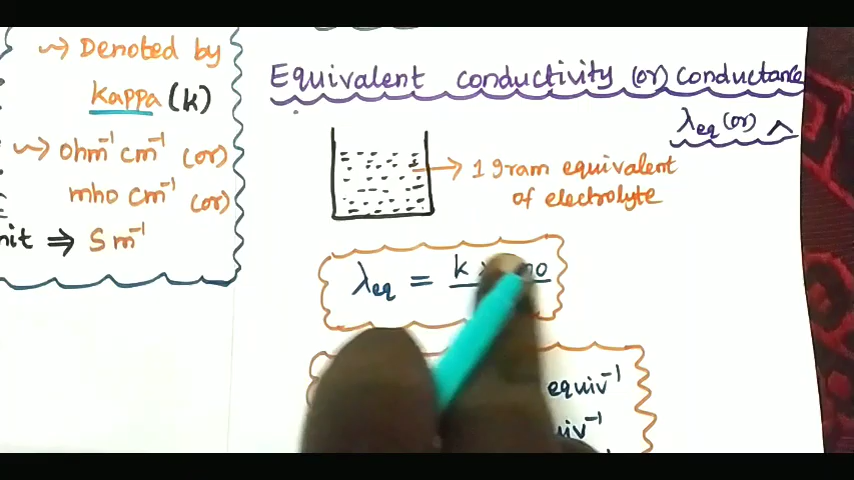 ~> Denoted by
kappa (k)
~> ohm⁻¹ cm⁻¹ (or)
mho cm⁻¹ (or)
⇒ S m⁻¹
Equivalent conductivity (or) conductance
λeq (or) Λ
→ 1 gram equivalent
of electrolyte
λeq = k
equiv⁻¹